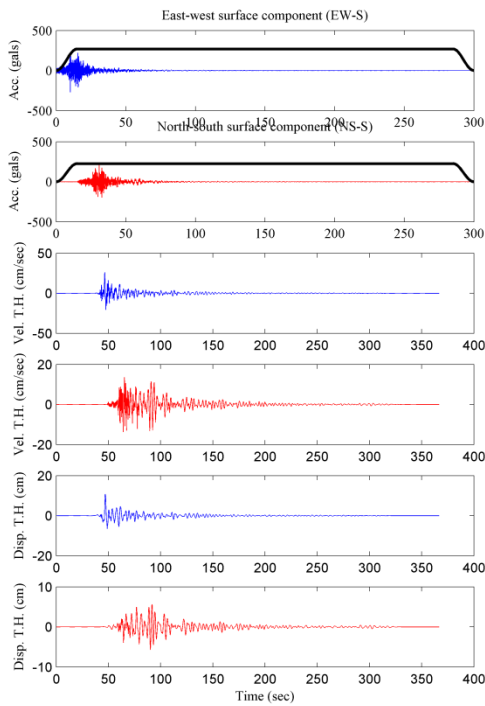 East-west surface component (EW-S)
500
0
-500
Acc. (gals)
0 50 100 150 200 250 300
North-south surface component (NS-S)
500
0
-500
Acc. (gals)
0 50 100 150 200 250 300
50
0
-50
Vel. T.H. (cm/sec)
0 50 100 150 200 250 300 350 400
20
0
-20
Vel. T.H. (cm/sec)
0 50 100 150 200 250 300 350 400
20
0
-20
Disp. T.H. (cm)
0 50 100 150 200 250 300 350 400
10
0
-10
Disp. T.H. (cm)
0 50 100 150 200 250 300 350 400
Time (sec)